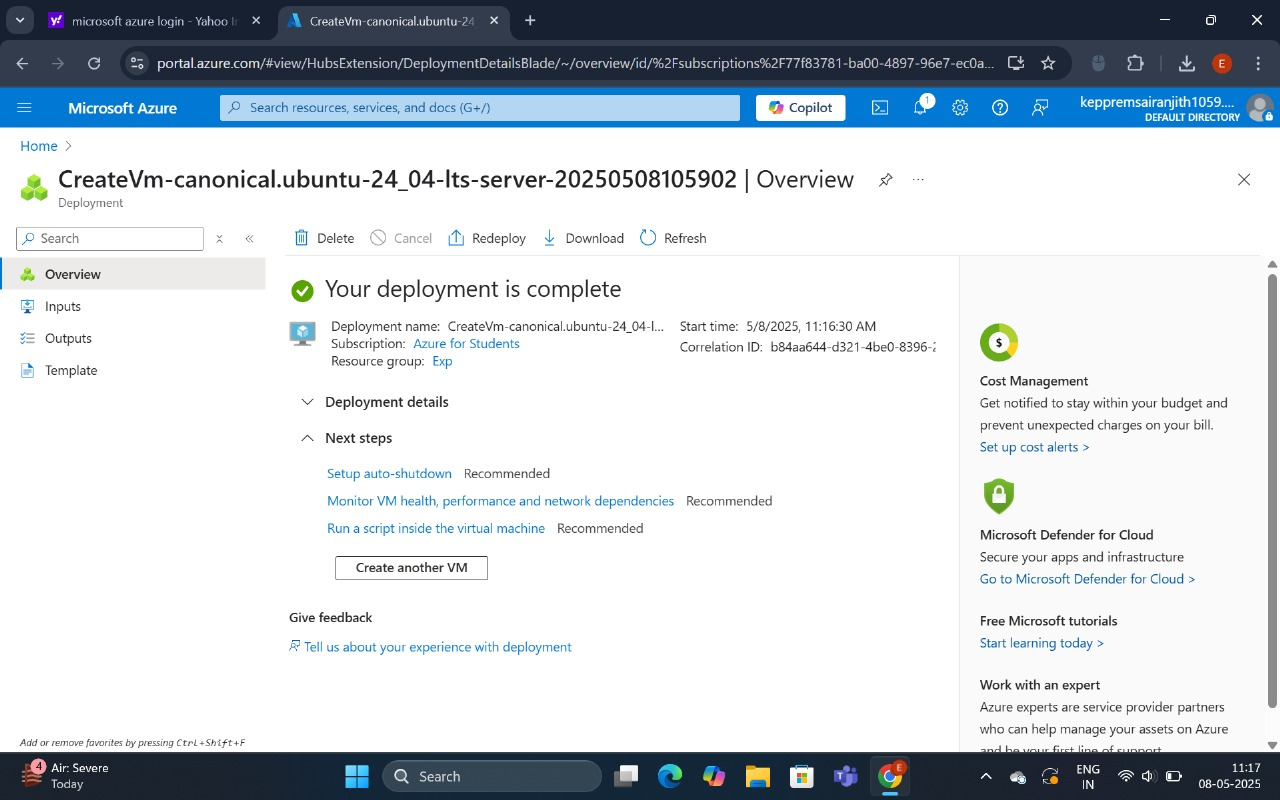 microsoft azure login - Yahoo I
CreateVm-canonical.ubuntu-24
portal.azure.com/#view/HubsExtension/DeploymentDetailsBlade/~/overview/id/%2Fsubscriptions%2F77f83781-ba00-4897-96e7-ec0a...
E
Microsoft Azure
Search resources, services, and docs (G+/)
Copilot
1
keppremsairanjith1059....
DEFAULT DIRECTORY
Home
CreateVm-canonical.ubuntu-24_04-lts-server-20250508105902 | Overview
...
Deployment
Search
Delete
Cancel
Redeploy
Download
Refresh
Overview
Inputs
Outputs
Template
Your deployment is complete
Deployment name: CreateVm-canonical.ubuntu-24_04-l...
Subscription: Azure for Students
Resource group: Exp
Start time: 5/8/2025, 11:16:30 AM
Correlation ID: b84aa644-d321-4be0-8396-
Deployment details
Next steps
Setup auto-shutdown Recommended
Monitor VM health, performance and network dependencies Recommended
Run a script inside the virtual machine Recommended
Create another VM
Give feedback
Tell us about your experience with deployment
$
Cost Management
Get notified to stay within your budget and
prevent unexpected charges on your bill.
Set up cost alerts >
Microsoft Defender for Cloud
Secure your apps and infrastructure
Go to Microsoft Defender for Cloud >
Free Microsoft tutorials
Start learning today >
Work with an expert
Azure experts are service provider partners
who can help manage your assets on Azure
and be your first line of support.
Add or remove favorites by pressing Ctrl+Shift+F
4
Air: Severe
Today
Search
E
ENG
IN
11:17
08-05-2025